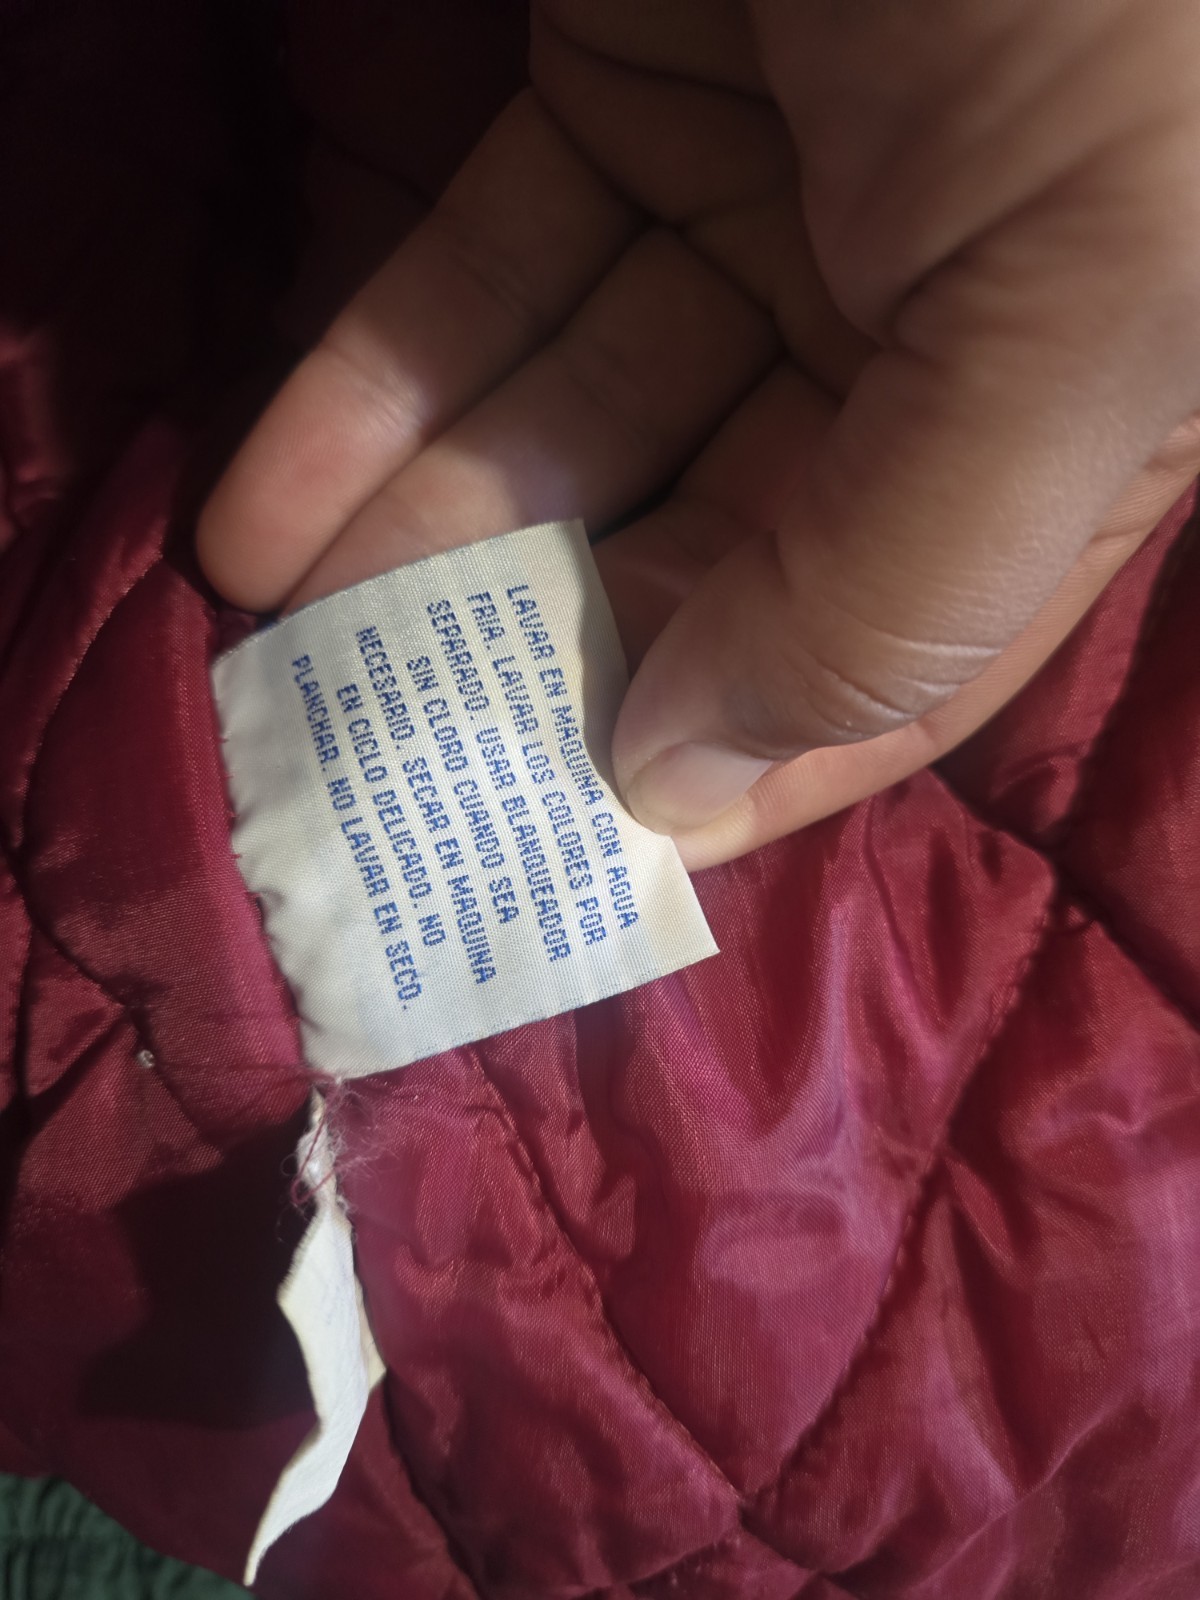 LAVAR EN MAQUINA CON AGUA
FRIA. LAVAR LOS COLORES POR
SEPARADO. USAR BLANQUEADOR
SIN CLORO CUANDO SEA
NECESARIO. SECAR EN MAQUINA
EN CICLO DELICADO. NO
PLANCHAR. NO LAVAR EN SECO.